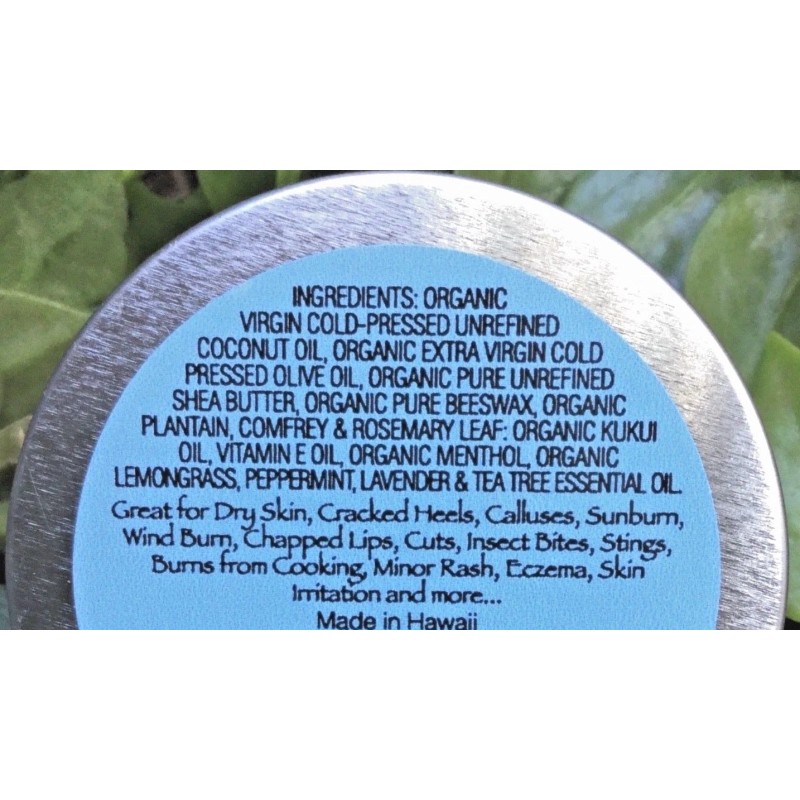 INGREDIENTS: ORGANIC
VIRGIN COLD-PRESSED UNREFINED
COCONUT OIL, ORGANIC EXTRA VIRGIN COLD
PRESSED OLIVE OIL, ORGANIC PURE UNREFINED
SHEA BUTTER, ORGANIC PURE BEESWAX, ORGANIC
PLANTAIN, COMFREY & ROSEMARY LEAF: ORGANIC KUKUI
OIL, VITAMIN E OIL, ORGANIC MENTHOL, ORGANIC
LEMONGRASS, PEPPERMINT, LAVENDER & TEA TREE ESSENTIAL OIL.
Great for Dry Skin, Cracked Heels, Calluses, Sunburn,
Wind Burn, Chapped Lips, Cuts, Insect Bites, Stings,
Burns from Cooking, Minor Rash, Eczema, Skin
Irritation and more...
Made in Hawaii